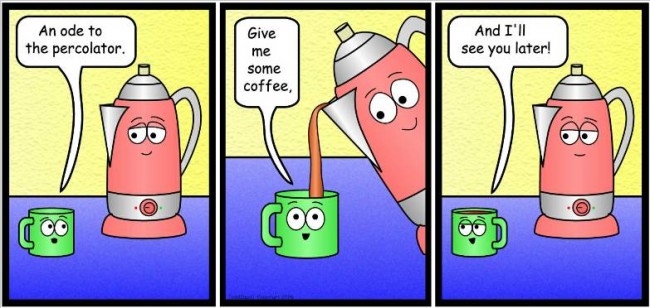 An ode to
the percolator.
Give
me
some
coffee,
And I'll
see you later!